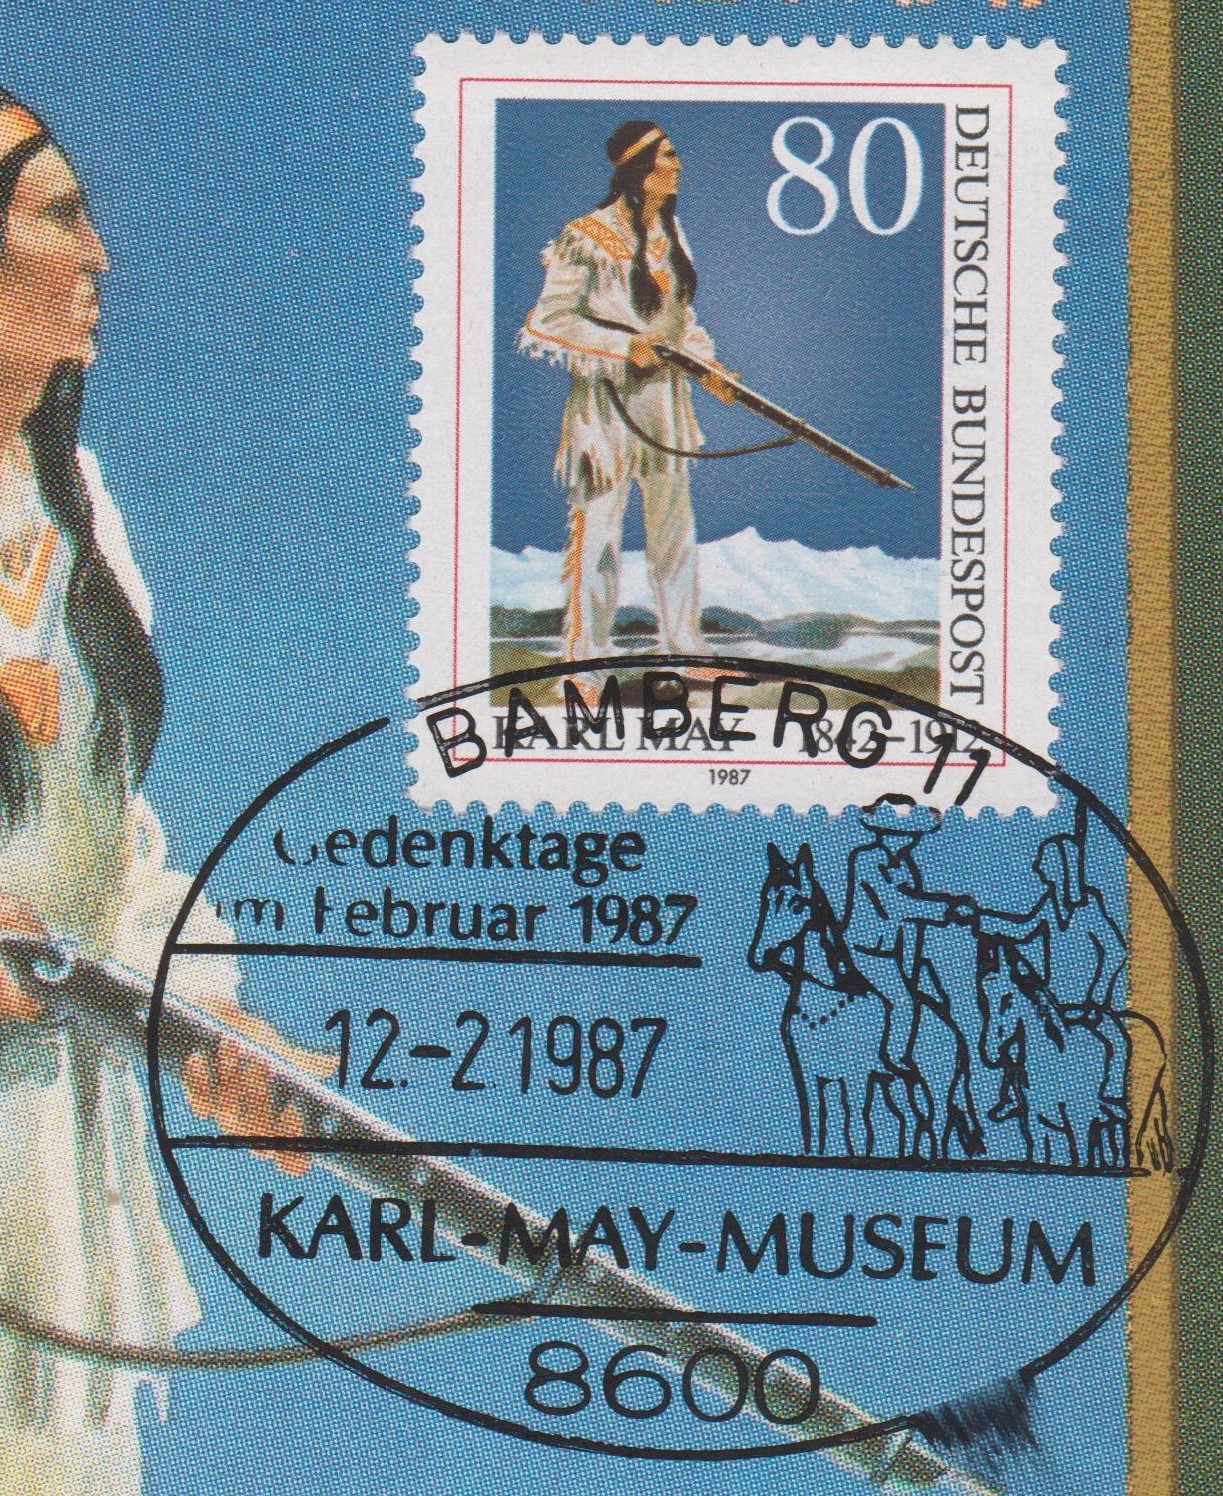 80
DEUTSCHE BUNDESPOST
KARL MAY 1842–1912
1987
BAMBERG 11
Gedenktage
im Februar 1987
12.-2.1987
KARL-MAY-MUSEUM
8600